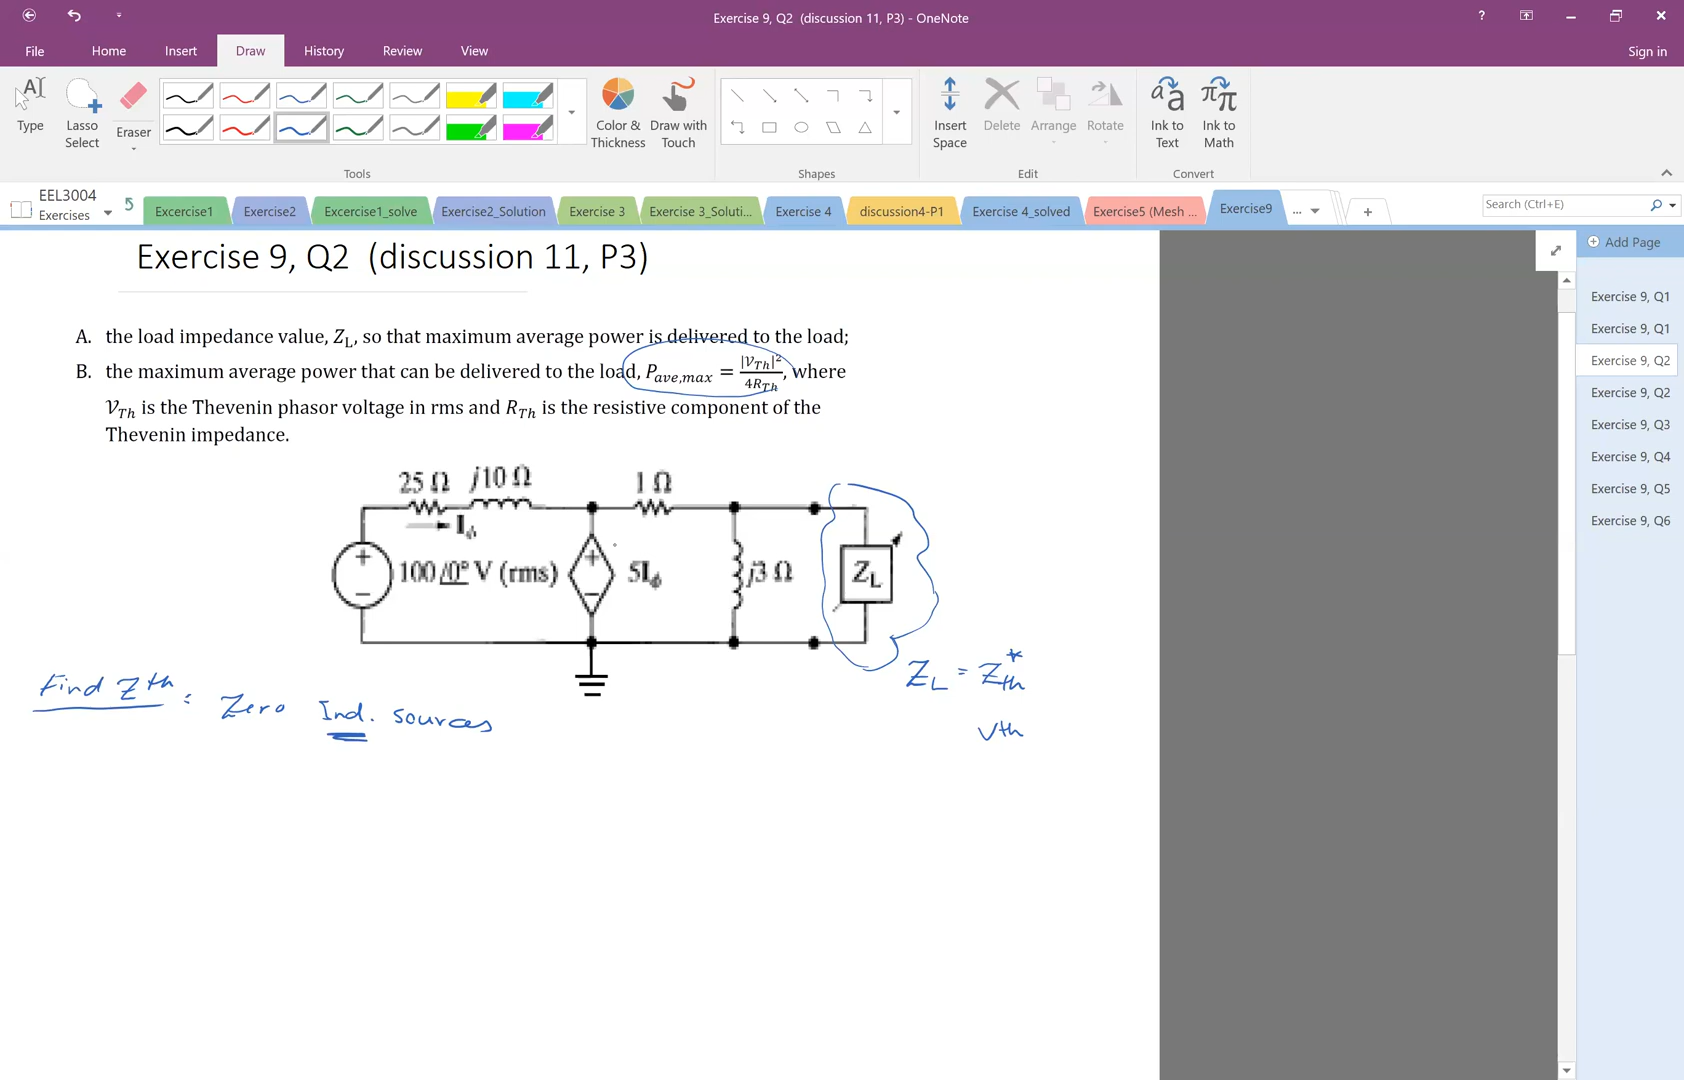 Exercise 9, Q2 (discussion 11, P3) - OneNote
?
File Home Insert Draw History Review View Sign in
Type Lasso Select Eraser Color & Thickness Draw with Touch Insert Space Delete Arrange Rotate Ink to Text Ink to Math
Tools Shapes Edit Convert
EEL3004 Exercises Excercise1 Exercise2 Excercise1_solve Exercise2_Solution Exercise 3 Exercise 3_Soluti... Exercise 4 discussion4-P1 Exercise 4_solved Exercise5 (Mesh ... Exercise9 ... + Search (Ctrl+E)
Add Page
Exercise 9, Q1
Exercise 9, Q1
Exercise 9, Q2
Exercise 9, Q2
Exercise 9, Q3
Exercise 9, Q4
Exercise 9, Q5
Exercise 9, Q6
Exercise 9, Q2 (discussion 11, P3)
A. the load impedance value, Z_L, so that maximum average power is delivered to the load;
B. the maximum average power that can be delivered to the load, P_ave,max = |𝒱_Th|²/4R_Th, where
𝒱_Th is the Thevenin phasor voltage in rms and R_Th is the resistive component of the
Thevenin impedance.
25 Ω j10 Ω 1 Ω
I_ϕ
+ 100 /0° V (rms) + 5I_ϕ j3 Ω Z_L
− −
Z_L = Z_th*
Find Zth : Zero Ind. sources
Vth